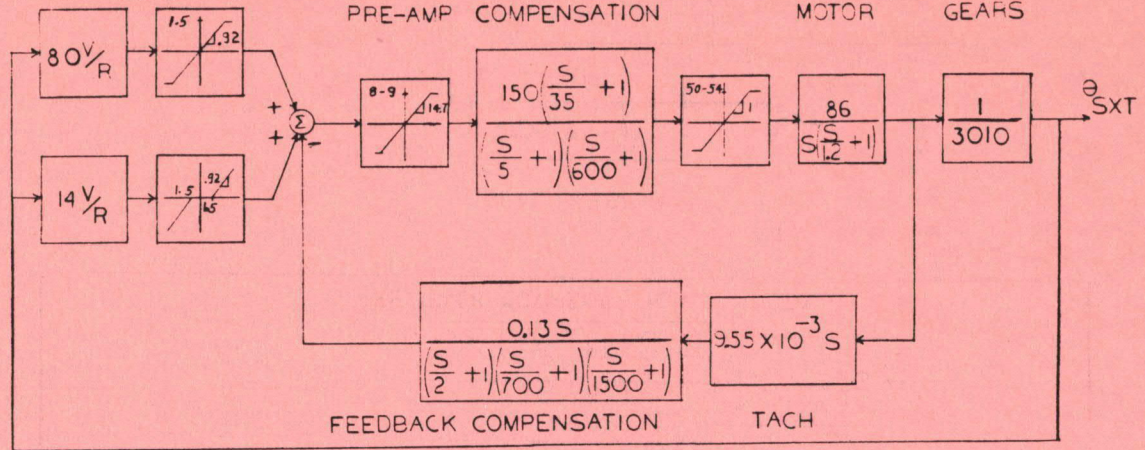 PRE-AMP COMPENSATION MOTOR GEARS
80 V/R
1.5
.92
+
+
Σ
-
8-9
14.7
150(S/35 + 1)
(S/5 + 1)(S/600 + 1)
50-54
1
86
S(S/1.2 + 1)
1
3010
θSXT
14 V/R
1.5
.92
0.13 S
(S/2 + 1)(S/700 + 1)(S/1500 + 1)
9.55 X 10⁻³ S
FEEDBACK COMPENSATION TACH